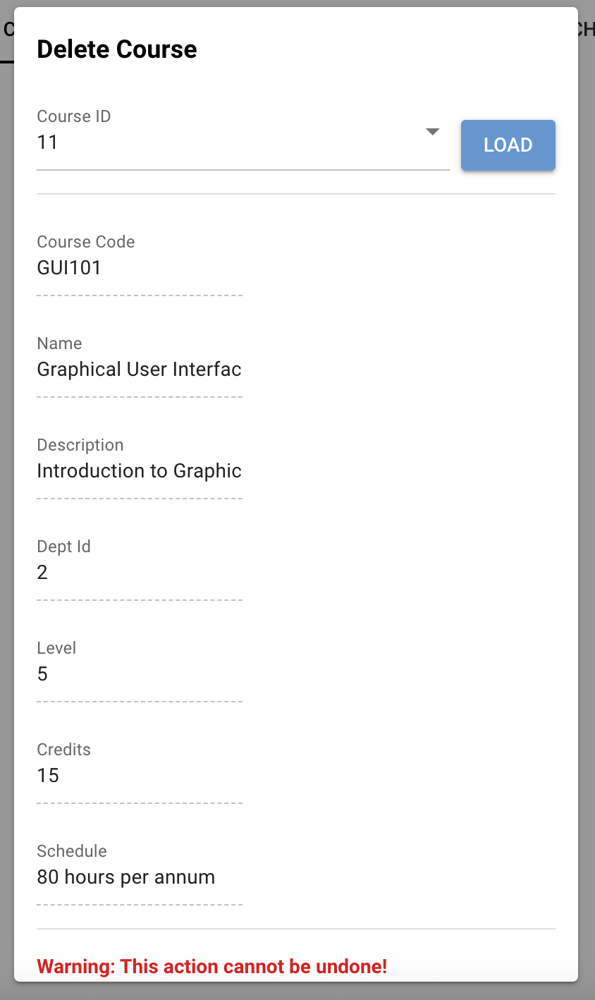 Delete Course
Course ID
11
LOAD
Course Code
GUI101
Name
Graphical User Interfac
Description
Introduction to Graphic
Dept Id
2
Level
5
Credits
15
Schedule
80 hours per annum
Warning: This action cannot be undone!